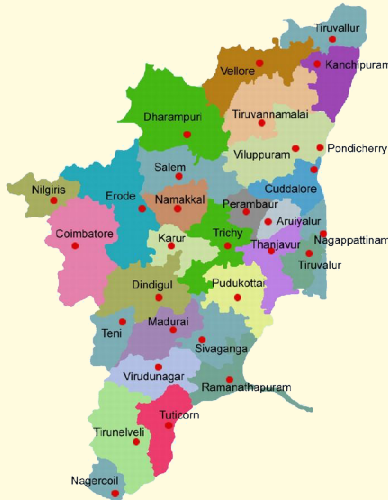 Tiruvallur
Vellore
Kanchipuram
Dharampuri
Tiruvannamalai
Viluppuram
Pondicherry
Salem
Nilgiris
Erode
Namakkal
Cuddalore
Perambaur
Aruiyalur
Coimbatore
Karur
Trichy
Thanjavur
Nagappattinam
Tiruvalur
Dindigul
Pudukottai
Teni
Madurai
Sivaganga
Virudunagar
Ramanathapuram
Tuticorn
Tirunelveli
Nagercoil